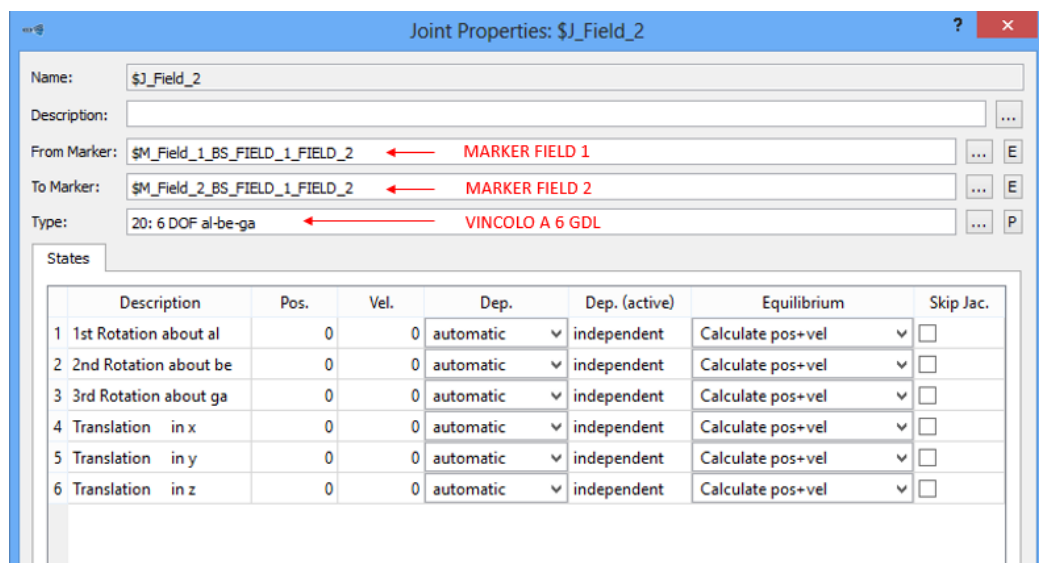 Joint Properties: $J_Field_2 ? ×
Name: $J_Field_2
Description: ...
From Marker: $M_Field_1_BS_FIELD_1_FIELD_2 MARKER FIELD 1 ... E
To Marker: $M_Field_2_BS_FIELD_1_FIELD_2 MARKER FIELD 2 ... E
Type: 20: 6 DOF al-be-ga VINCOLO A 6 GDL ... P
States
Description Pos. Vel. Dep. Dep. (active) Equilibrium Skip Jac.
1 1st Rotation about al 0 0 automatic independent Calculate pos+vel
2 2nd Rotation about be 0 0 automatic independent Calculate pos+vel
3 3rd Rotation about ga 0 0 automatic independent Calculate pos+vel
4 Translation in x 0 0 automatic independent Calculate pos+vel
5 Translation in y 0 0 automatic independent Calculate pos+vel
6 Translation in z 0 0 automatic independent Calculate pos+vel